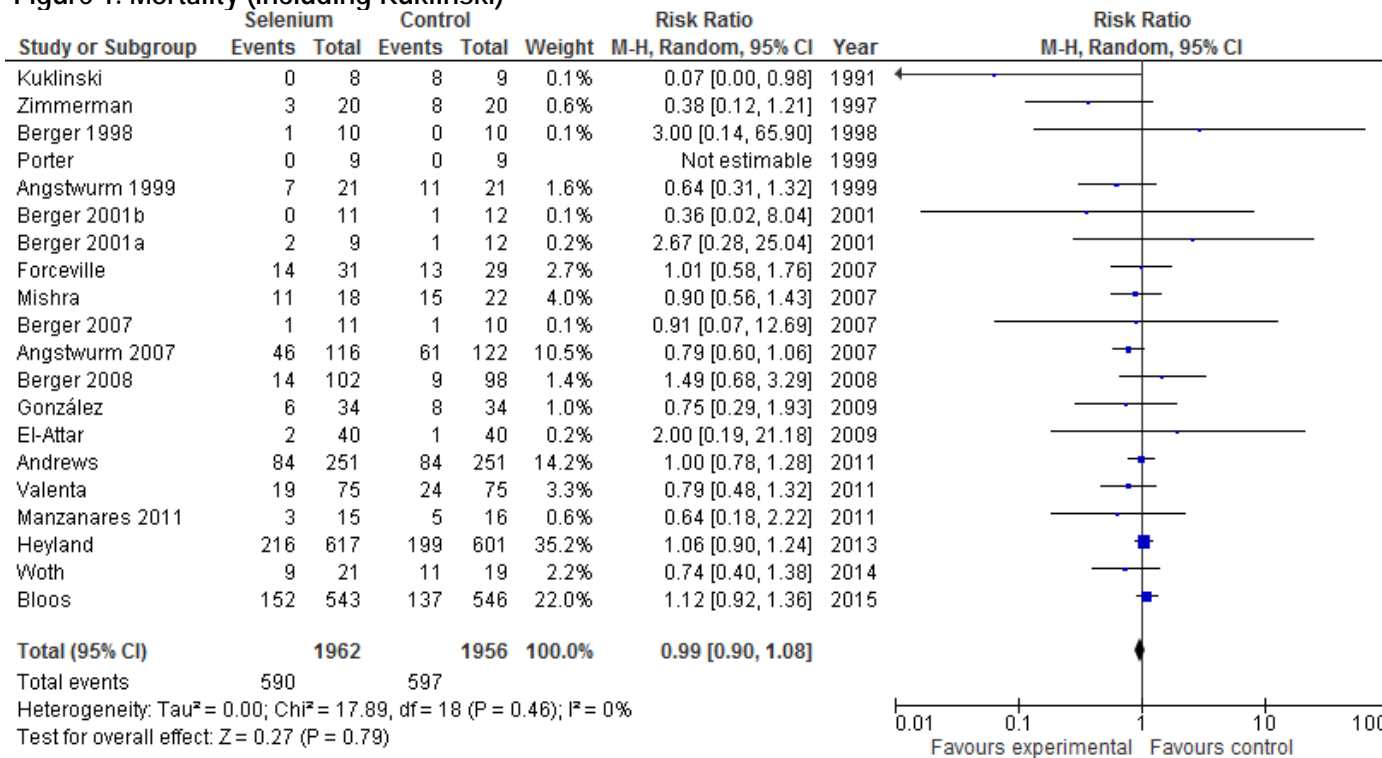 Figure 1. Mortality (including Kuklinski)
Selenium Control Risk Ratio Risk Ratio
Study or Subgroup Events Total Events Total Weight M-H, Random, 95% CI Year M-H, Random, 95% CI
Kuklinski 0 8 8 9 0.1% 0.07 [0.00, 0.98] 1991
Zimmerman 3 20 8 20 0.6% 0.38 [0.12, 1.21] 1997
Berger 1998 1 10 0 10 0.1% 3.00 [0.14, 65.90] 1998
Porter 0 9 0 9 Not estimable 1999
Angstwurm 1999 7 21 11 21 1.6% 0.64 [0.31, 1.32] 1999
Berger 2001b 0 11 1 12 0.1% 0.36 [0.02, 8.04] 2001
Berger 2001a 2 9 1 12 0.2% 2.67 [0.28, 25.04] 2001
Forceville 14 31 13 29 2.7% 1.01 [0.58, 1.76] 2007
Mishra 11 18 15 22 4.0% 0.90 [0.56, 1.43] 2007
Berger 2007 1 11 1 10 0.1% 0.91 [0.07, 12.69] 2007
Angstwurm 2007 46 116 61 122 10.5% 0.79 [0.60, 1.06] 2007
Berger 2008 14 102 9 98 1.4% 1.49 [0.68, 3.29] 2008
González 6 34 8 34 1.0% 0.75 [0.29, 1.93] 2009
El-Attar 2 40 1 40 0.2% 2.00 [0.19, 21.18] 2009
Andrews 84 251 84 251 14.2% 1.00 [0.78, 1.28] 2011
Valenta 19 75 24 75 3.3% 0.79 [0.48, 1.32] 2011
Manzanares 2011 3 15 5 16 0.6% 0.64 [0.18, 2.22] 2011
Heyland 216 617 199 601 35.2% 1.06 [0.90, 1.24] 2013
Woth 9 21 11 19 2.2% 0.74 [0.40, 1.38] 2014
Bloos 152 543 137 546 22.0% 1.12 [0.92, 1.36] 2015
Total (95% CI) 1962 1956 100.0% 0.99 [0.90, 1.08]
Total events 590 597
Heterogeneity: Tau² = 0.00; Chi² = 17.89, df = 18 (P = 0.46); I² = 0%
Test for overall effect: Z = 0.27 (P = 0.79)
0.01 0.1 1 10 100
Favours experimental Favours control